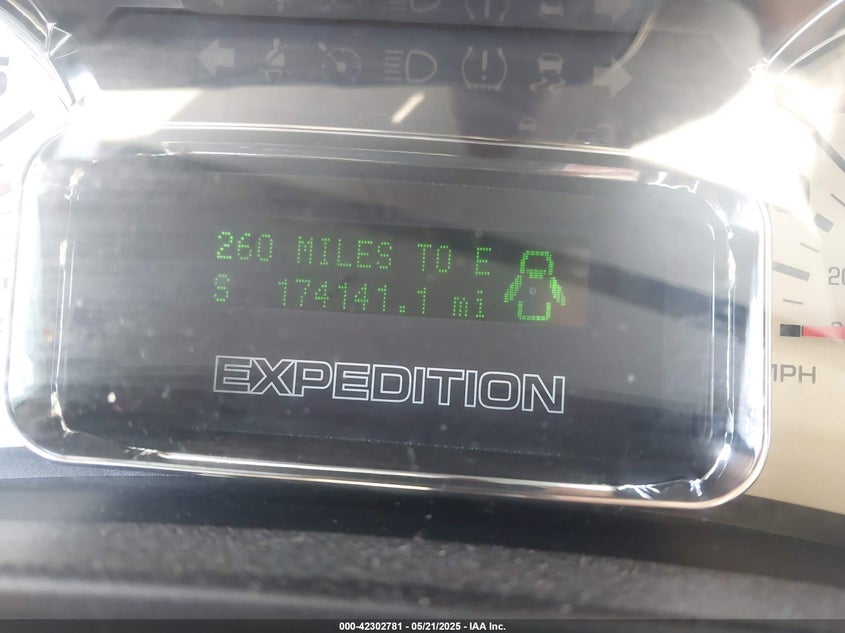 260 MILES TO E
S 174141.1 mi
EXPEDITION
MPH
000-42302781 - 05/21/2025 - IAA Inc.